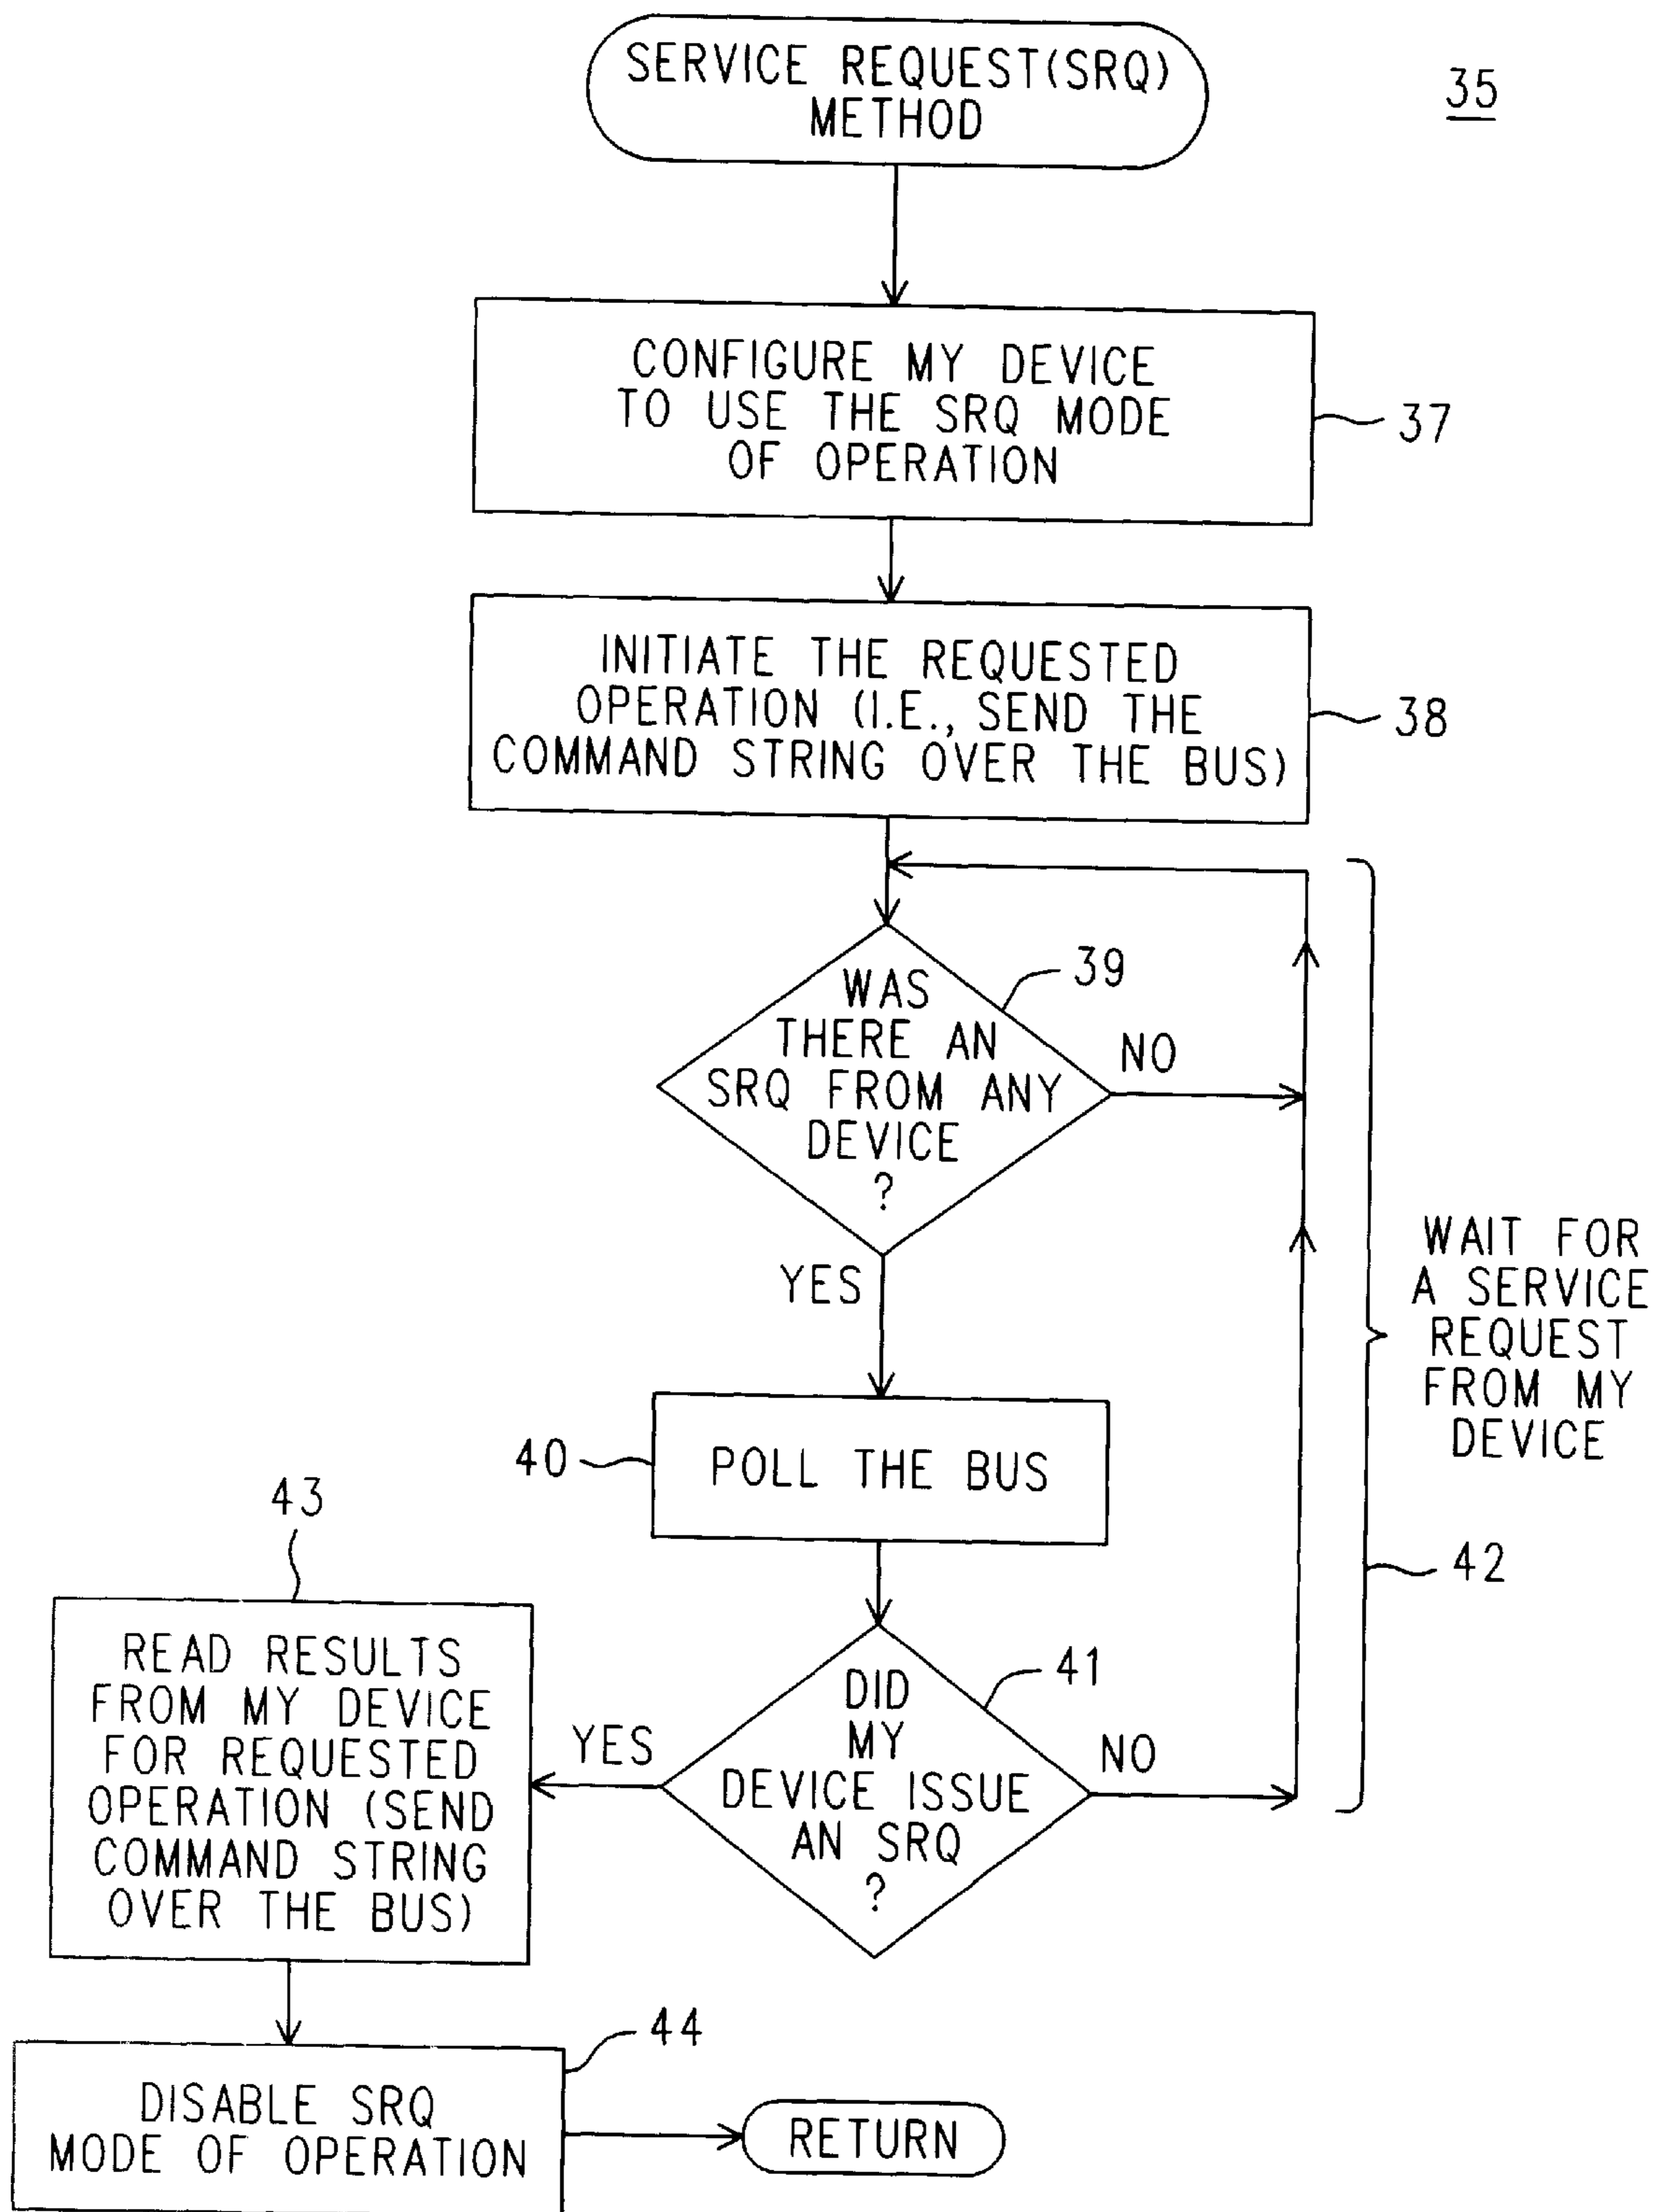 SERVICE REQUEST(SRQ)
METHOD
35
CONFIGURE MY DEVICE
TO USE THE SRQ MODE
OF OPERATION
37
INITIATE THE REQUESTED
OPERATION (I.E., SEND THE
COMMAND STRING OVER THE BUS)
38
WAS
THERE AN
SRQ FROM ANY
DEVICE
?
39
NO
YES
WAIT FOR
A SERVICE
REQUEST
FROM MY
DEVICE
42
40
POLL THE BUS
DID
MY
DEVICE ISSUE
AN SRQ
?
41
NO
YES
43
READ RESULTS
FROM MY DEVICE
FOR REQUESTED
OPERATION (SEND
COMMAND STRING
OVER THE BUS)
44
DISABLE SRQ
MODE OF OPERATION
RETURN